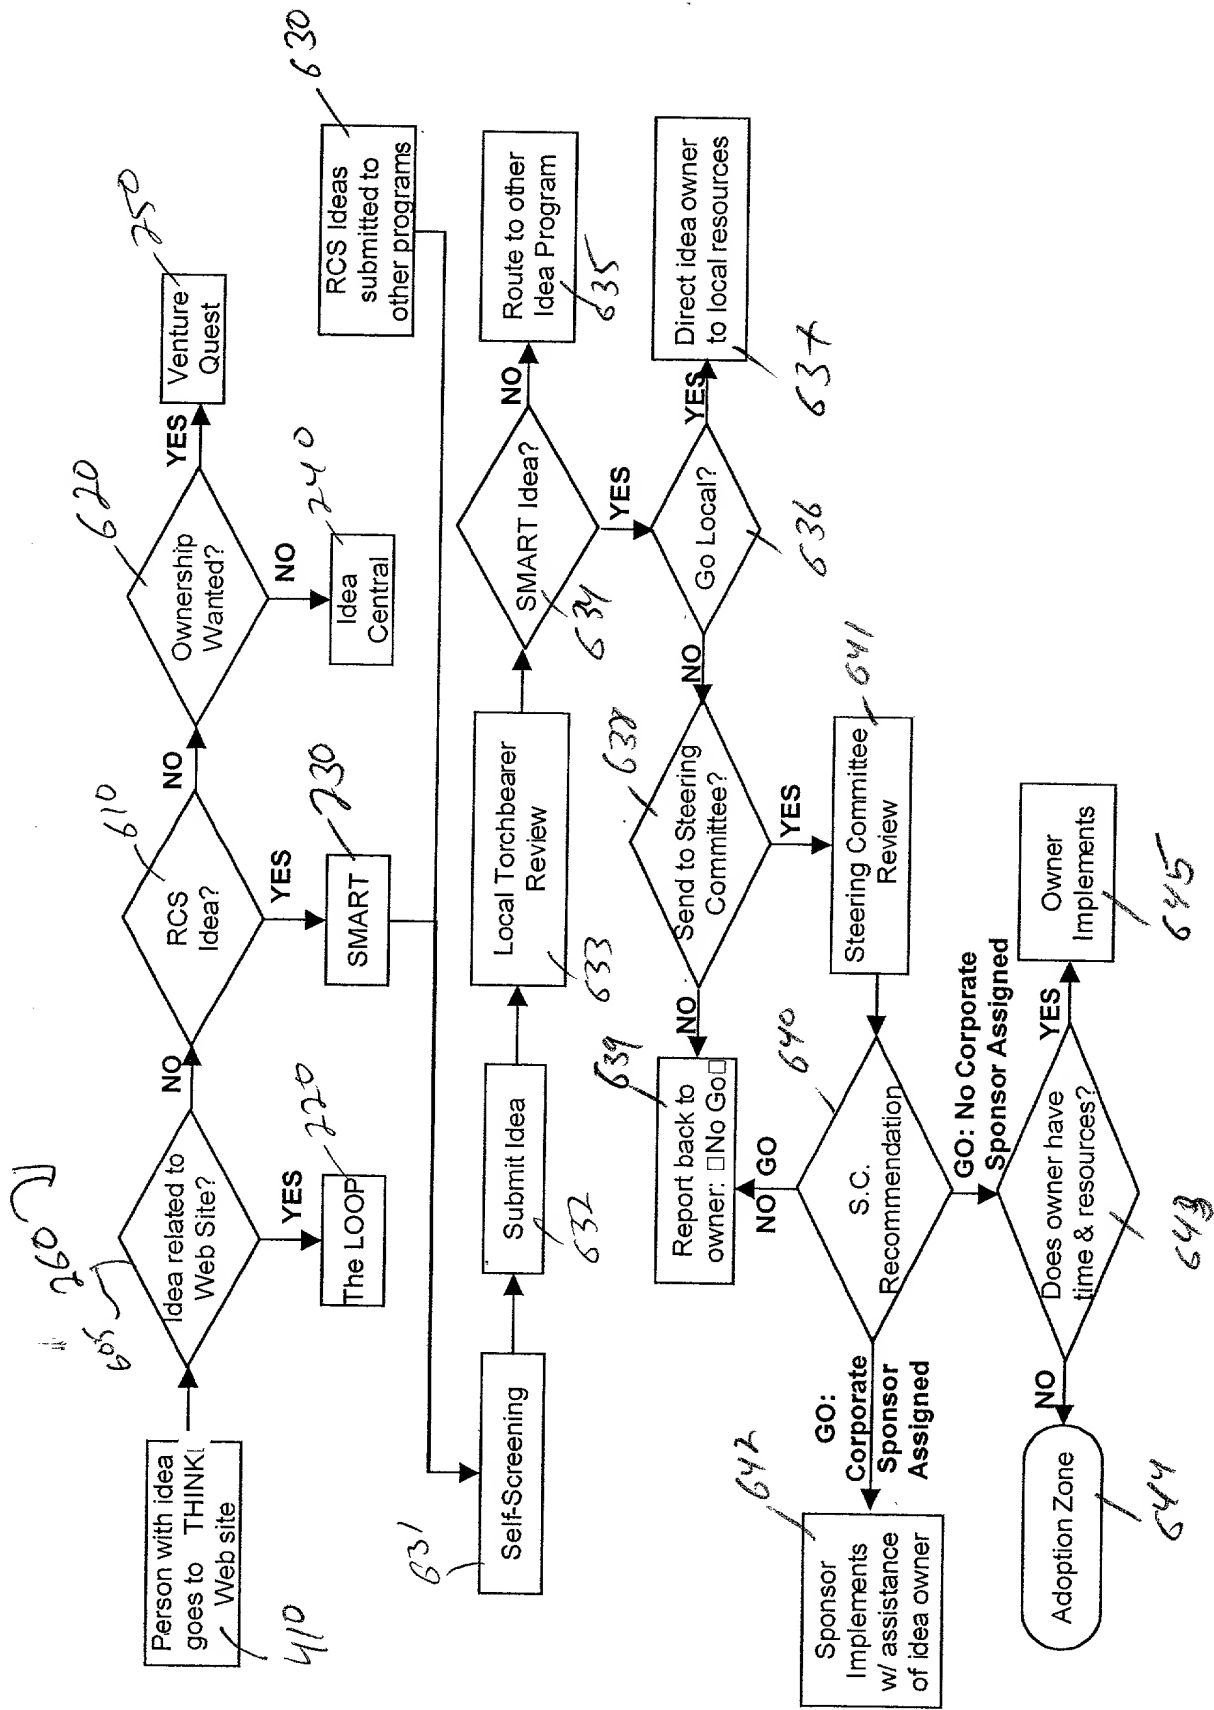 260
605
610
620
250
Person with idea
goes to THINK!
Web site
410
Idea related to
Web Site?
NO
RCS
Idea?
NO
Ownership
Wanted?
YES
Venture
Quest
YES
The LOOP
220
YES
SMART
230
NO
Idea
Central
240
RCS Ideas
submitted to
other programs
630
631
Self-Screening
Submit Idea
632
Local Torchbearer
Review
633
SMART Idea?
634
NO
Route to other
Idea Program
635
YES
Go Local?
636
YES
Direct idea owner
to local resources
637
NO
638
Send to Steering
Committee?
NO
639
Report back to
owner: □No Go□
YES
Steering Committee
Review
641
640
S.C.
Recommendation
NO GO
GO:
Corporate
Sponsor
Assigned
642
Sponsor
Implements
w/ assistance
of idea owner
GO: No Corporate
Sponsor Assigned
Does owner have
time & resources?
643
YES
Owner
Implements
645
NO
Adoption Zone
644